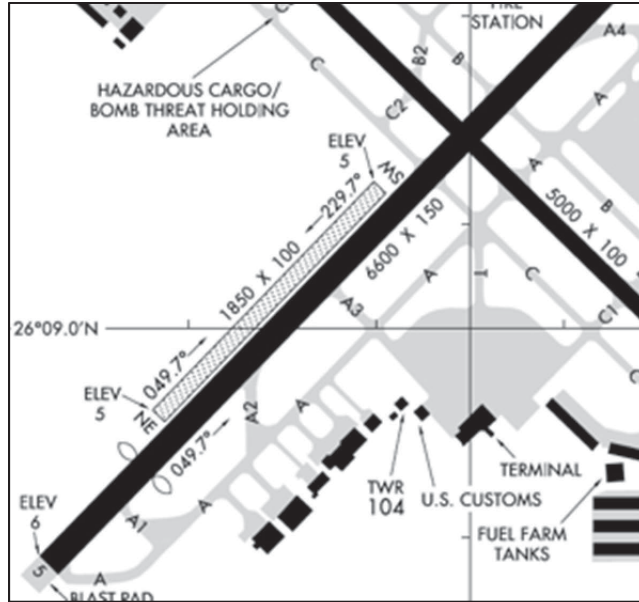 FIRE
STATION
A4
C
B2
B
C
A
HAZARDOUS CARGO/
BOMB THREAT HOLDING
AREA
C2
ELEV
5
SW
A
B
229.7°
5000 X 100
6600 X 150
1850 X 100
A
I
C
A3
C1
26°09.0'N
049.7°
C
ELEV
5
NE
A2
A
049.7°
TERMINAL
TWR
104
U.S. CUSTOMS
ELEV
6
A1
A
FUEL FARM
TANKS
5
A
BLAST PAD